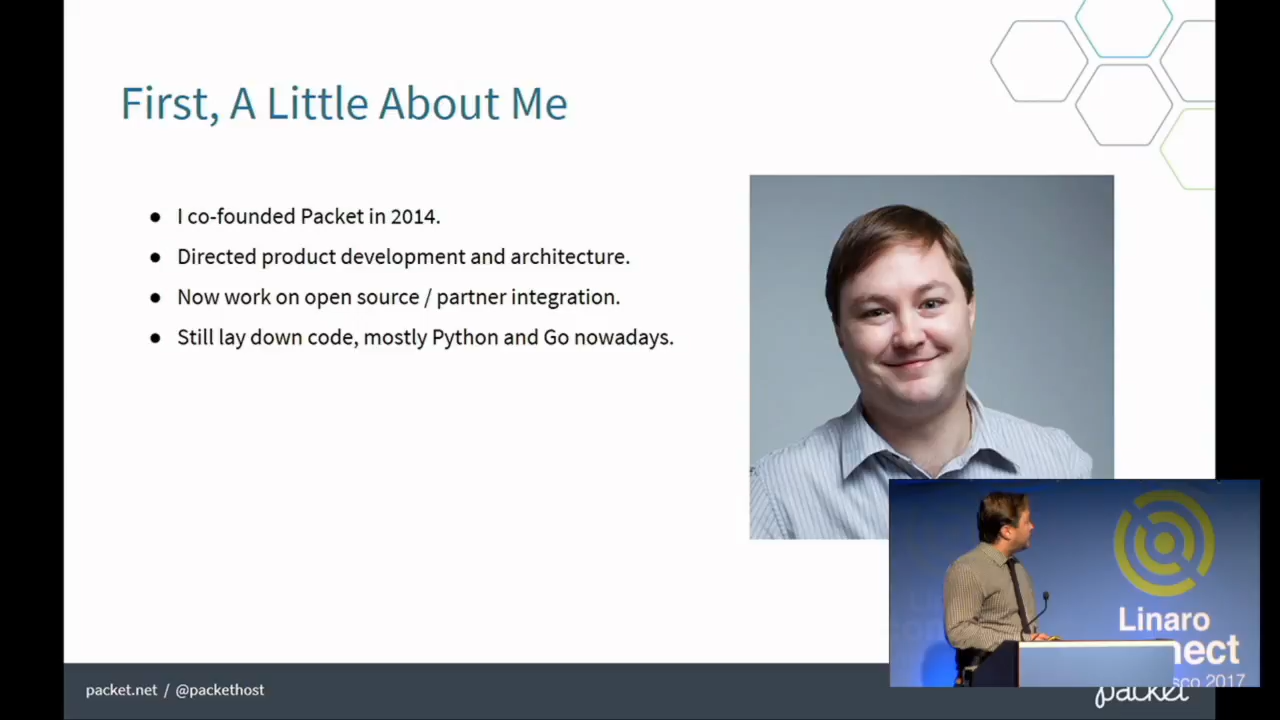 First, A Little About Me
● I co-founded Packet in 2014.
● Directed product development and architecture.
● Now work on open source / partner integration.
● Still lay down code, mostly Python and Go nowadays.
Linaro
nect
sco 2017
packet.net / @packethost
packet